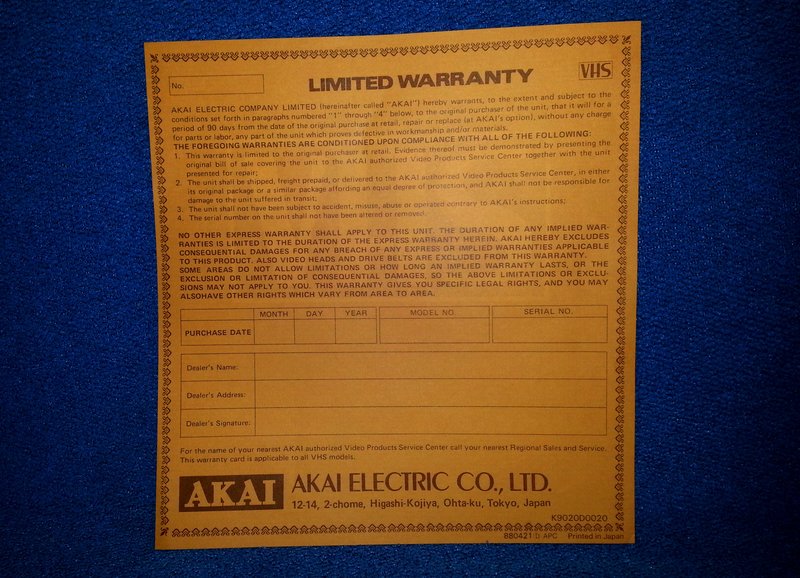 No.
LIMITED WARRANTY
VHS
AKAI ELECTRIC COMPANY LIMITED (hereinafter called "AKAI") hereby warrants, to the extent and subject to the
conditions set forth in paragraphs numbered "1" through "4" below, to the original purchaser of the unit, that it will for a
period of 90 days from the date of the original purchase at retail, repair or replace (at AKAI's option), without any charge
for parts or labor, any part of the unit which proves defective in workmanship and/or materials.
THE FOREGOING WARRANTIES ARE CONDITIONED UPON COMPLIANCE WITH ALL OF THE FOLLOWING:
1. This warranty is limited to the original purchaser at retail. Evidence thereof must be demonstrated by presenting the
original bill of sale covering the unit to the AKAI authorized Video Products Service Center together with the unit
presented for repair;
2. The unit shall be shipped, freight prepaid, or delivered to the AKAI authorized Video Products Service Center, in either
its original package or a similar package affording an equal degree of protection, and AKAI shall not be responsible for
damage to the unit suffered in transit;
3. The unit shall not have been subject to accident, misuse, abuse or operated contrary to AKAI's instructions;
4. The serial number on the unit shall not have been altered or removed.
NO OTHER EXPRESS WARRANTY SHALL APPLY TO THIS UNIT. THE DURATION OF ANY IMPLIED WAR-
RANTIES IS LIMITED TO THE DURATION OF THE EXPRESS WARRANTY HEREIN. AKAI HEREBY EXCLUDES
CONSEQUENTIAL DAMAGES FOR ANY BREACH OF ANY EXPRESS OR IMPLIED WARRANTIES APPLICABLE
TO THIS PRODUCT. ALSO VIDEO HEADS AND DRIVE BELTS ARE EXCLUDED FROM THIS WARRANTY.
SOME AREAS DO NOT ALLOW LIMITATIONS OR HOW LONG AN IMPLIED WARRANTY LASTS, OR THE
EXCLUSION OR LIMITATION OF CONSEQUENTIAL DAMAGES, SO THE ABOVE LIMITATIONS OR EXCLU-
SIONS MAY NOT APPLY TO YOU. THIS WARRANTY GIVES YOU SPECIFIC LEGAL RIGHTS, AND YOU MAY
ALSOHAVE OTHER RIGHTS WHICH VARY FROM AREA TO AREA.
MONTH DAY YEAR MODEL NO. SERIAL NO.
PURCHASE DATE
Dealer's Name:
Dealer's Address:
Dealer's Signature:
For the name of your nearest AKAI authorized Video Products Service Center call your nearest Regional Sales and Service.
This warranty card is applicable to all VHS models.
AKAI AKAI ELECTRIC CO., LTD.
12-14, 2-chome, Higashi-Kojiya, Ohta-ku, Tokyo, Japan
K9020D0020
880421 D APC Printed in Japan